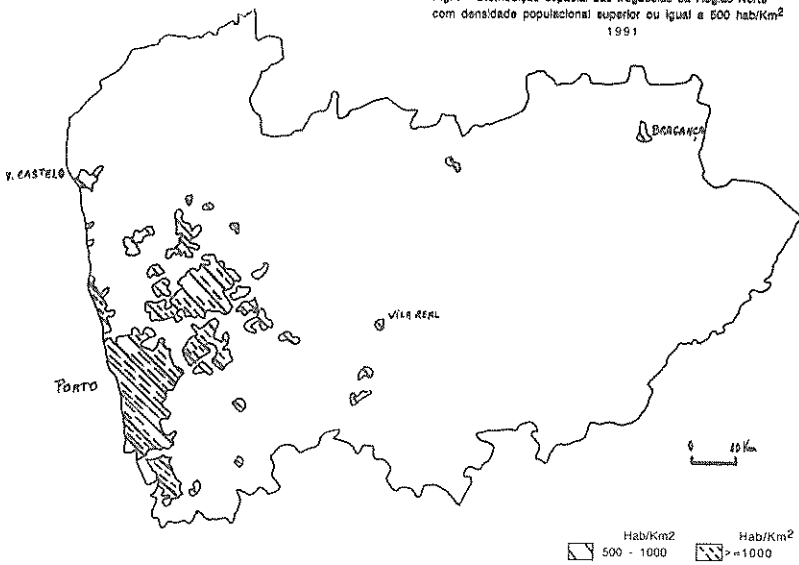 com densidade populacional superior ou igual a 500 hab/Km²
1991
BRAGANÇA
V. CASTELO
VILA REAL
PORTO
0 10 Km
Hab/Km2
500 - 1000
Hab/Km²
>=1000